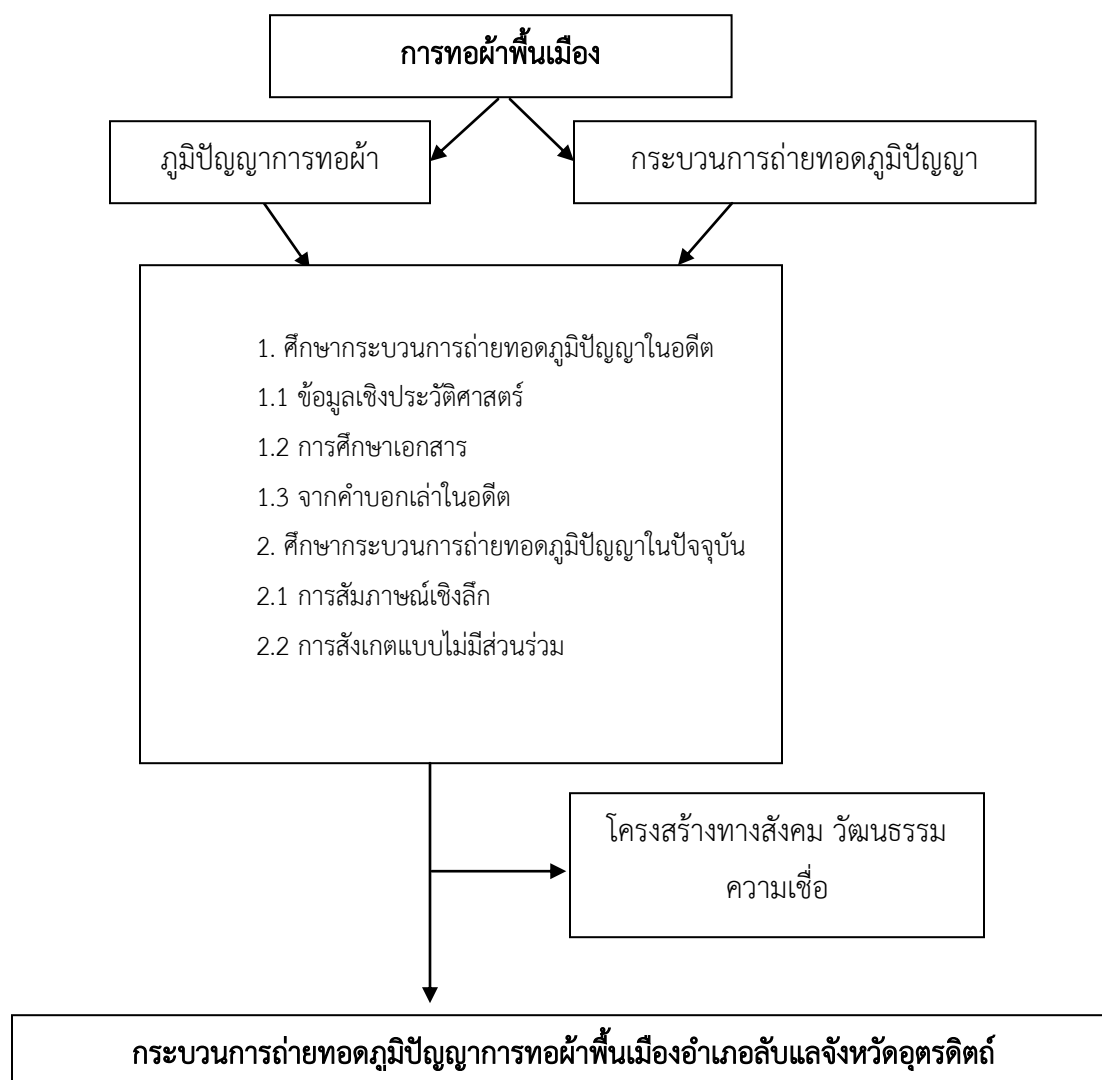 การทอผ้าพื้นเมือง
ภูมิปัญญาการทอผ้า
กระบวนการถ่ายทอดภูมิปัญญา
1. ศึกษากระบวนการถ่ายทอดภูมิปัญญาในอดีต
1.1 ข้อมูลเชิงประวัติศาสตร์
1.2 การศึกษาเอกสาร
1.3 จากคำบอกเล่าในอดีต
2. ศึกษากระบวนการถ่ายทอดภูมิปัญญาในปัจจุบัน
2.1 การสัมภาษณ์เชิงลึก
2.2 การสังเกตแบบไม่มีส่วนร่วม
โครงสร้างทางสังคม วัฒนธรรม
ความเชื่อ
กระบวนการถ่ายทอดภูมิปัญญาการทอผ้าพื้นเมืองอำเภอลับแลจังหวัดอุตรดิตถ์